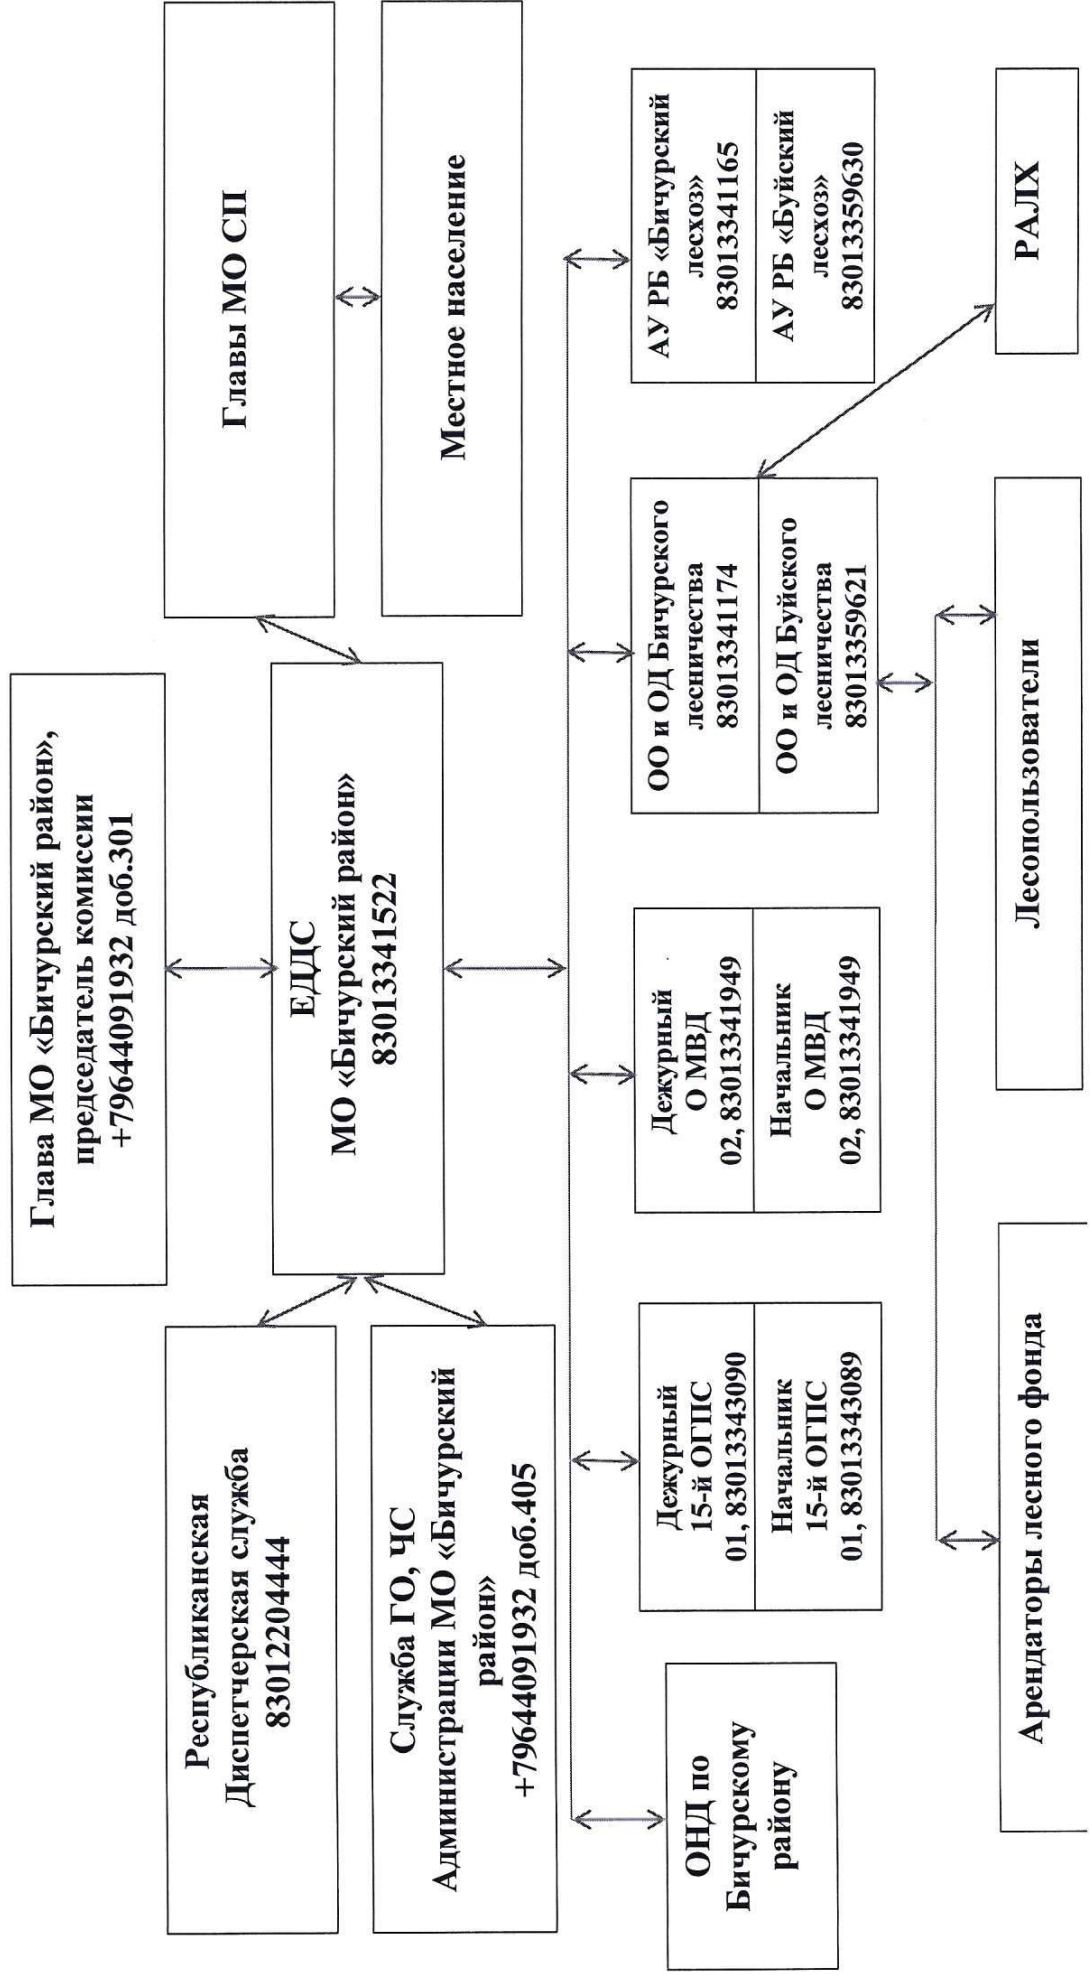 Глава МО «Бичурский район»,
председатель комиссии
+79644091932 доб.301
Республиканская
Диспетчерская служба
83012204444
ЕДДС
МО «Бичурский район»
83013341522
Главы МО СП
Служба ГО, ЧС
Администрации МО «Бичурский
район»
+79644091932 доб.405
Местное население
ОНД по
Бичурскому
району
Дежурный
15-й ОГПС
01, 83013343090
Начальник
15-й ОГПС
01, 83013343089
Дежурный
О МВД
02, 83013341949
Начальник
О МВД
02, 83013341949
ОО и ОД Бичурского
лесничества
83013341174
ОО и ОД Буйского
лесничества
83013359621
АУ РБ «Бичурский
лесхоз»
83013341165
АУ РБ «Буйский
лесхоз»
83013359630
Арендаторы лесного фонда
Лесопользователи
РАЛХ